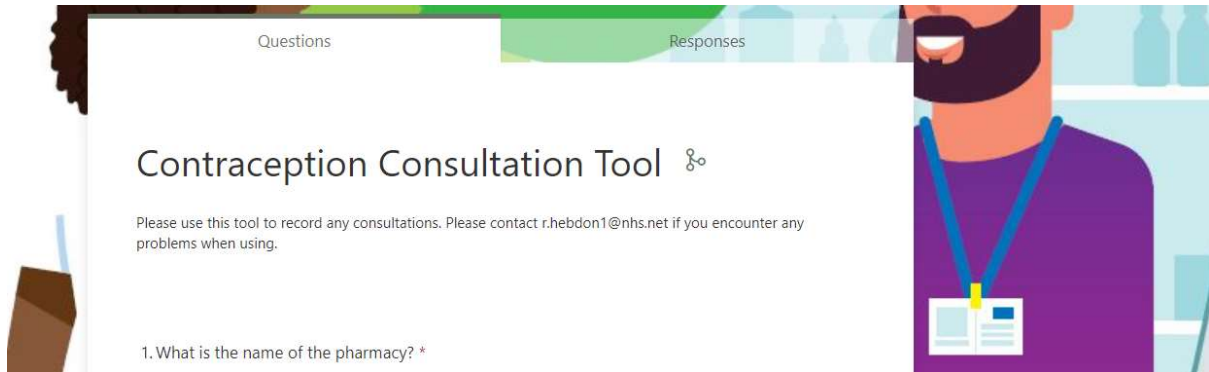 Questions
Responses
Contraception Consultation Tool
Please use this tool to record any consultations. Please contact r.hebdon1@nhs.net if you encounter any
problems when using.
1. What is the name of the pharmacy? *